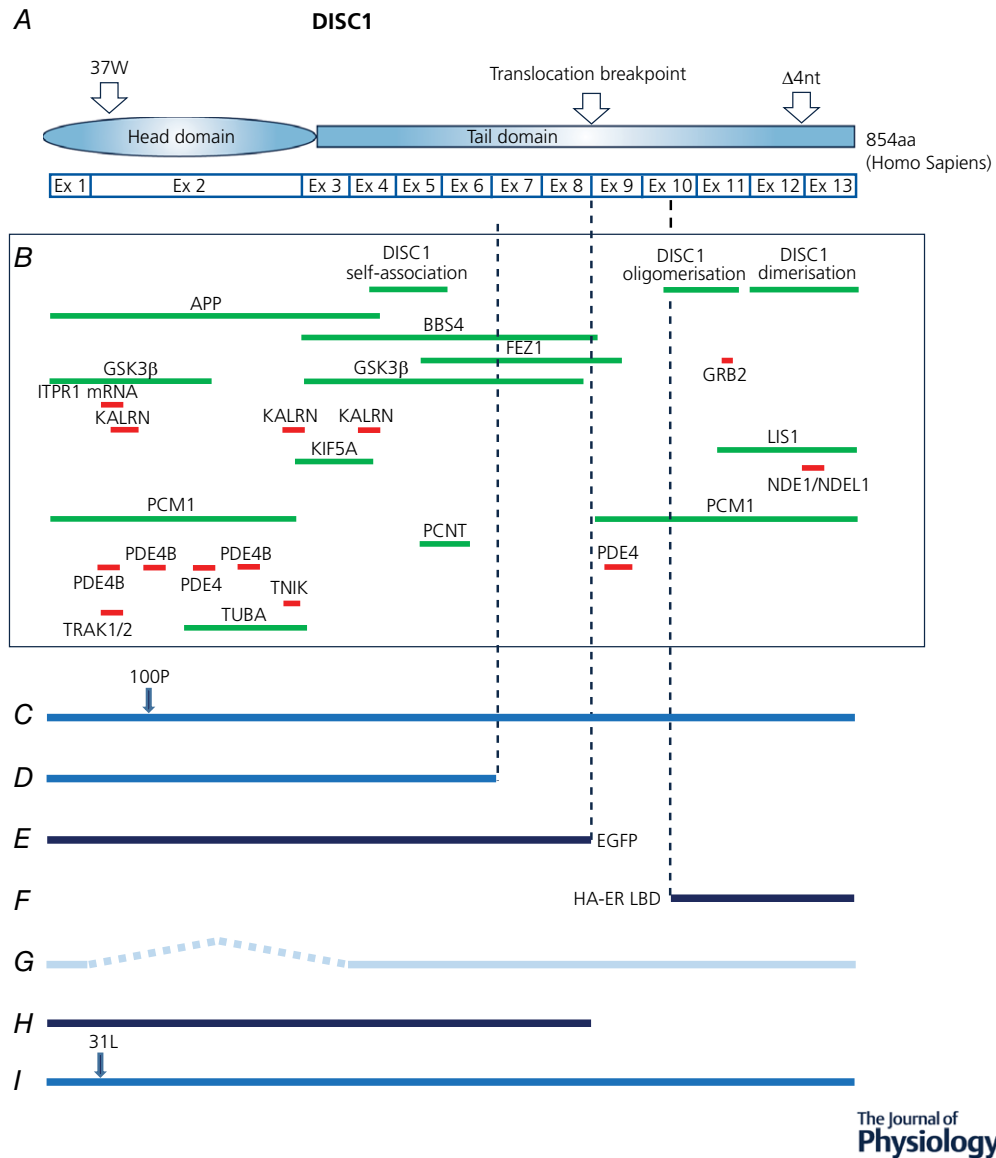 A
DISC1
37W
Translocation breakpoint
Δ4nt
Head domain
Tail domain
854aa
(Homo Sapiens)
Ex 1
Ex 2
Ex 3
Ex 4
Ex 5
Ex 6
Ex 7
Ex 8
Ex 9
Ex 10
Ex 11
Ex 12
Ex 13
B
DISC1
self-association
DISC1
oligomerisation
DISC1
dimerisation
APP
BBS4
FEZ1
GSK3β
GSK3β
GRB2
ITPR1 mRNA
KALRN
KALRN
KALRN
KIF5A
LIS1
NDE1/NDEL1
PCM1
PCM1
PCNT
PDE4B
PDE4B
PDE4
PDE4B
PDE4
TNIK
TRAK1/2
TUBA
100P
C
D
E
EGFP
F
HA-ER LBD
G
H
31L
I
The Journal of
Physiology